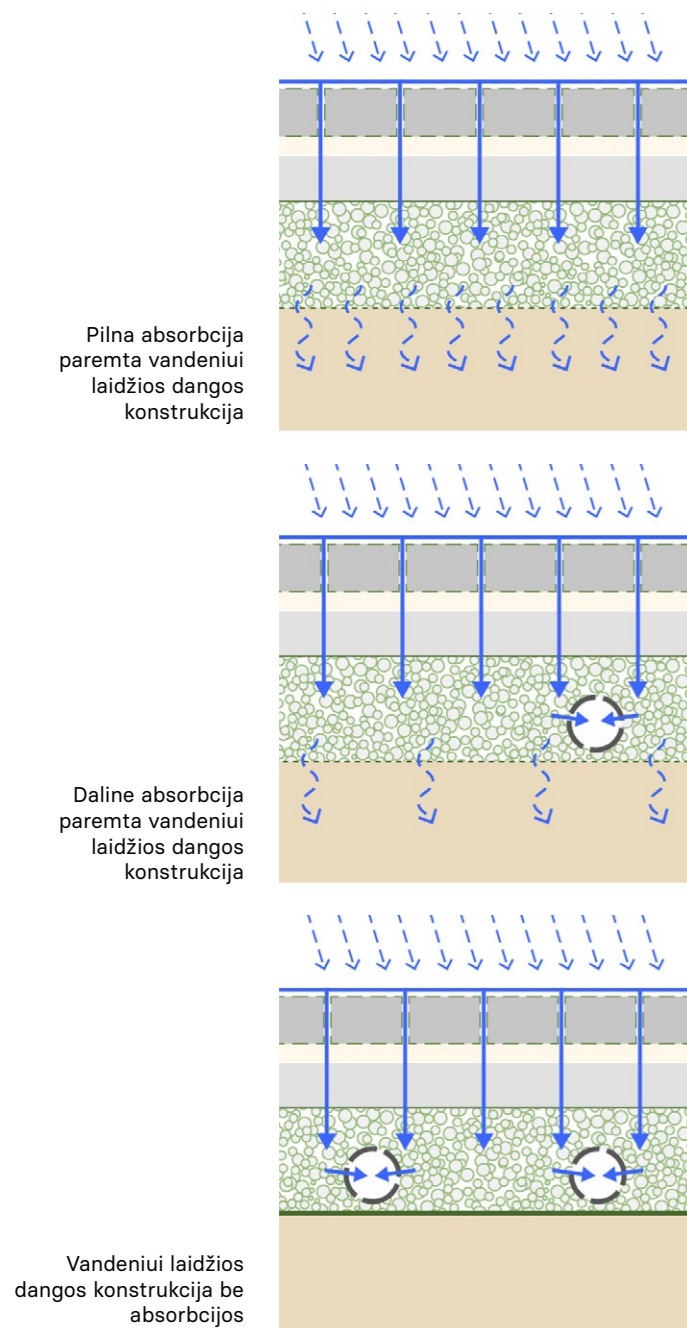 Pilna absorbcija
paremta vandeniui
laidžios dangos
konstrukcija
Daline absorbcija
paremta vandeniui
laidžios dangos
konstrukcija
Vandeniui laidžios
dangos konstrukcija be
absorbcijos